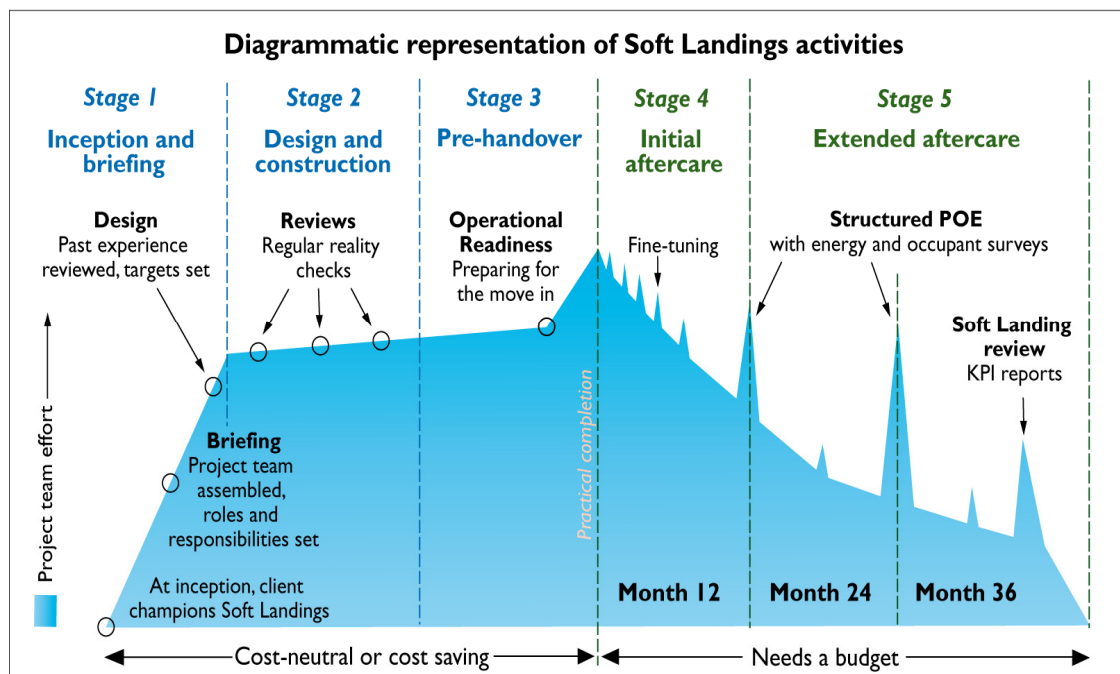 Diagrammatic representation of Soft Landings activities
Stage 1
Inception and
briefing
Stage 2
Design and
construction
Stage 3
Pre-handover
Stage 4
Initial
aftercare
Stage 5
Extended aftercare
Design
Past experience
reviewed, targets set
Reviews
Regular reality
checks
Operational
Readiness
Preparing for
the move in
Fine-tuning
Structured POE
with energy and occupant surveys
Soft Landing
review
KPI reports
Project team effort
Briefing
Project team
assembled,
roles and
responsibilities set
At inception, client
champions Soft Landings
Practical completion
Month 12
Month 24
Month 36
Cost-neutral or cost saving
Needs a budget